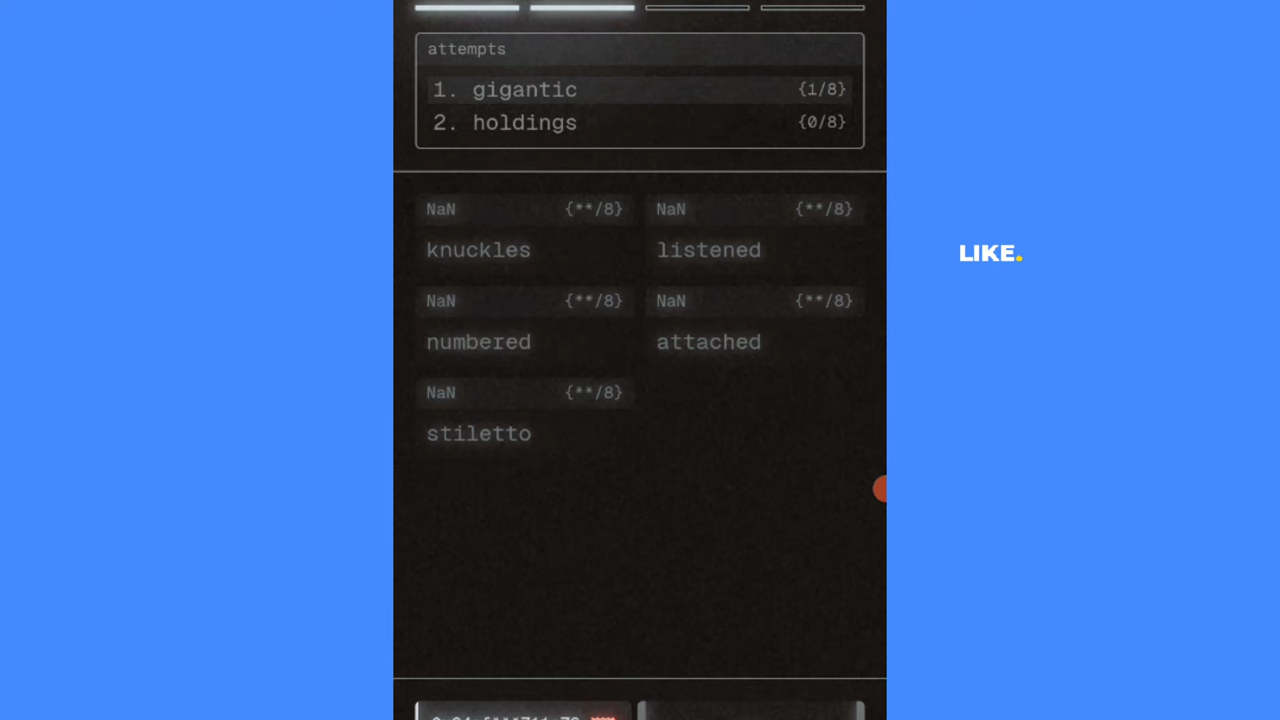 attempts
1. gigantic {1/8}
2. holdings {0/8}
NaN {**/8} NaN {**/8}
knuckles listened
LIKE.
NaN {**/8} NaN {**/8}
numbered attached
NaN {**/8}
stiletto